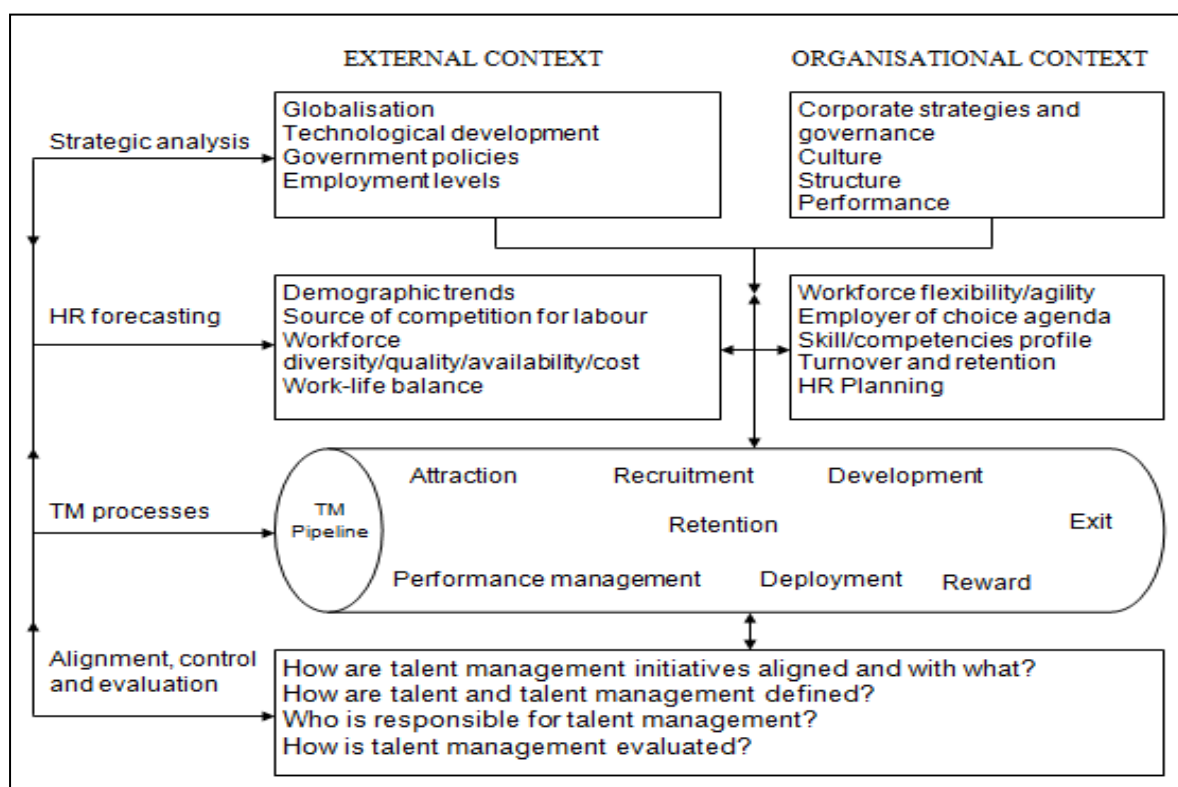 EXTERNAL CONTEXT
ORGANISATIONAL CONTEXT
Strategic analysis
Globalisation
Technological development
Government policies
Employment levels
Corporate strategies and
governance
Culture
Structure
Performance
HR forecasting
Demographic trends
Source of competition for labour
Workforce
diversity/quality/availability/cost
Work-life balance
Workforce flexibility/agility
Employer of choice agenda
Skill/competencies profile
Turnover and retention
HR Planning
TM processes
TM
Pipeline
Attraction
Recruitment
Development
Retention
Exit
Performance management
Deployment
Reward
Alignment, control
and evaluation
How are talent management initiatives aligned and with what?
How are talent and talent management defined?
Who is responsible for talent management?
How is talent management evaluated?